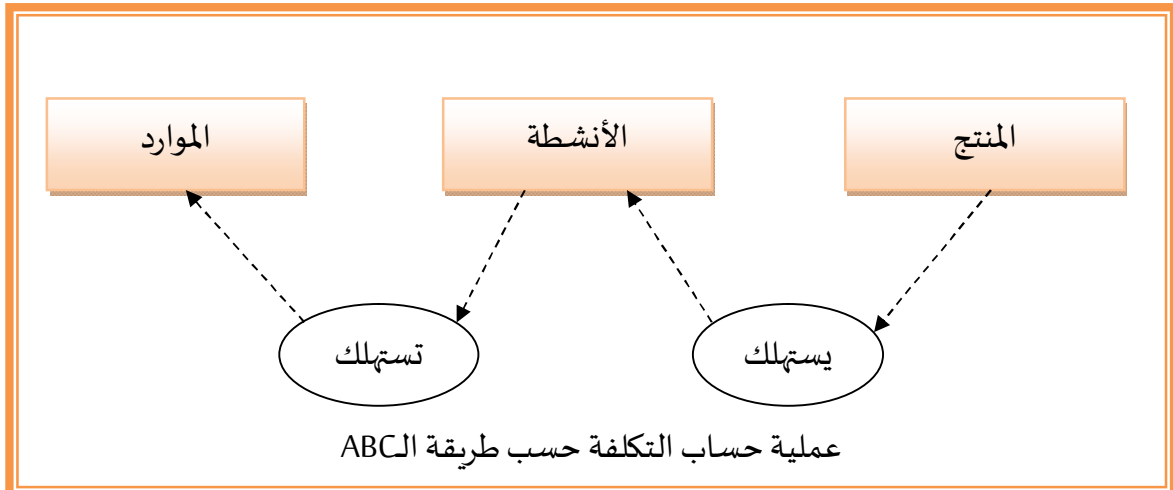 المنتج
الأنشطة
الموارد
يستهلك
تستهلك
عملية حساب التكلفة حسب طريقة الـABC